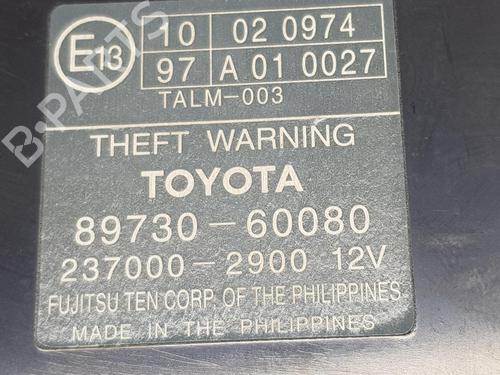 E13 10 02 0974
97 A 01 0027
TALM-003
THEFT WARNING
TOYOTA
89730-60080
237000-2900 12V
FUJITSU TEN CORP. OF THE PHILIPPINES
MADE IN THE PHILIPPINES
B-PARTS